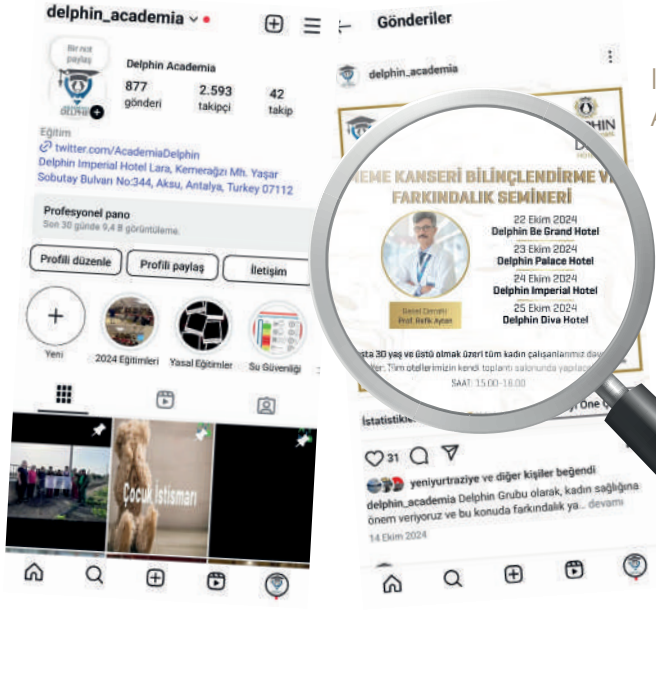 delphin_academia
Bir not
paylaş
Delphin Academia
877
gönderi
2.593
takipçi
42
takip
DELPHIN
Eğitim
twitter.com/AcademiaDelphin
Delphin Imperial Hotel Lara, Kemerağzı Mh. Yaşar
Sobutay Bulvarı No:344, Aksu, Antalya, Turkey 07112
Profesyonel pano
Son 30 günde 9,4 B görüntüleme.
Profili düzenle
Profili paylaş
İletişim
Yeni
2024 Eğitimleri
Yasal Eğitimler
Su Güvenliği
Çocuk İstismarı
Gönderiler
delphin_academia
EME KANSERİ BİLİNÇLENDİRME V
FARKINDALIK SEMİNERİ
22 Ekim 2024
Delphin Be Grand Hotel
23 Ekim 2024
Delphin Palace Hotel
24 Ekim 2024
Delphin Imperial Hotel
25 Ekim 2024
Delphin Diva Hotel
Genel Cerrahi
Prof. Refik Ayten
sta 30 yaş ve üstü olmak üzeri tüm kadın çalışanlarımız dav
Tüm otellerimizin kendi toplantı salonunda
SAAT: 15:00-16:00
İstatistikle
Öne Ç
31
yeniyurtraziye ve diğer kişiler beğendi
delphin_academia Delphin Grubu olarak, kadın sağlığına
önem veriyoruz ve bu konuda farkındalık ya... devamı
14 Ekim 2024